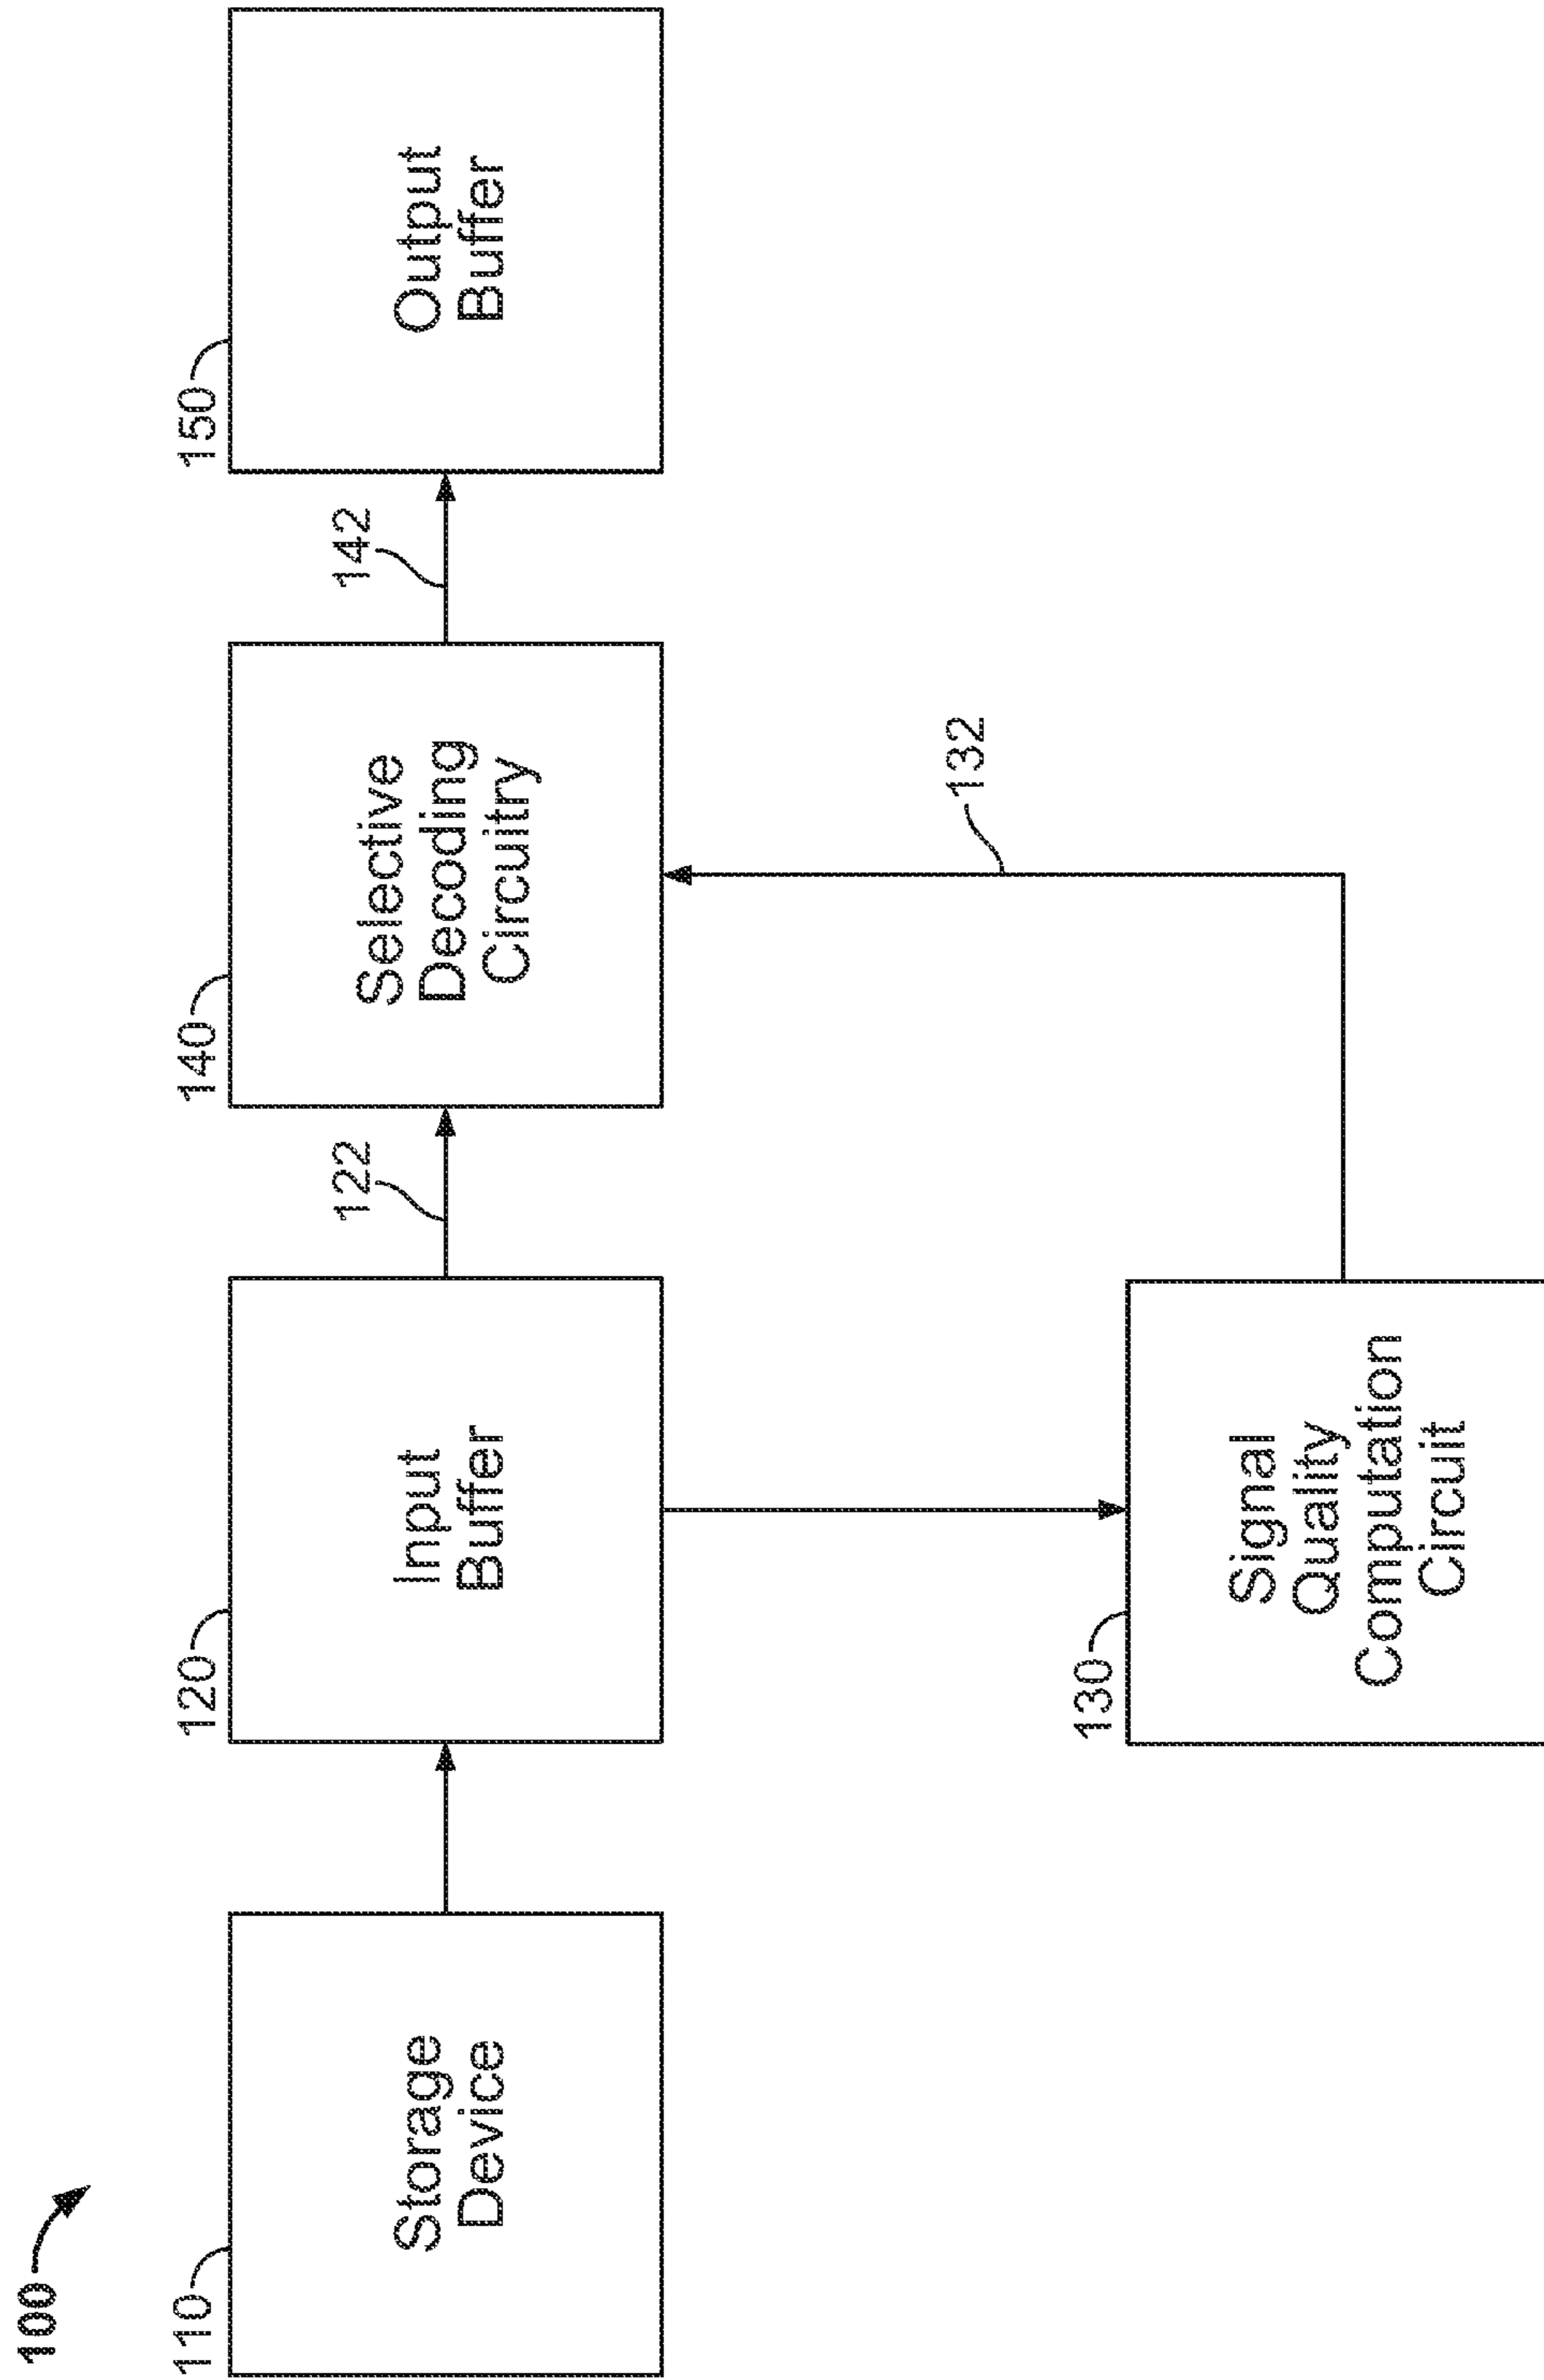 100
110
Storage
Device
120
Input
Buffer
122
140
Selective
Decoding
Circuitry
142
150
Output
Buffer
130
Signal
Quality
Computation
Circuit
132